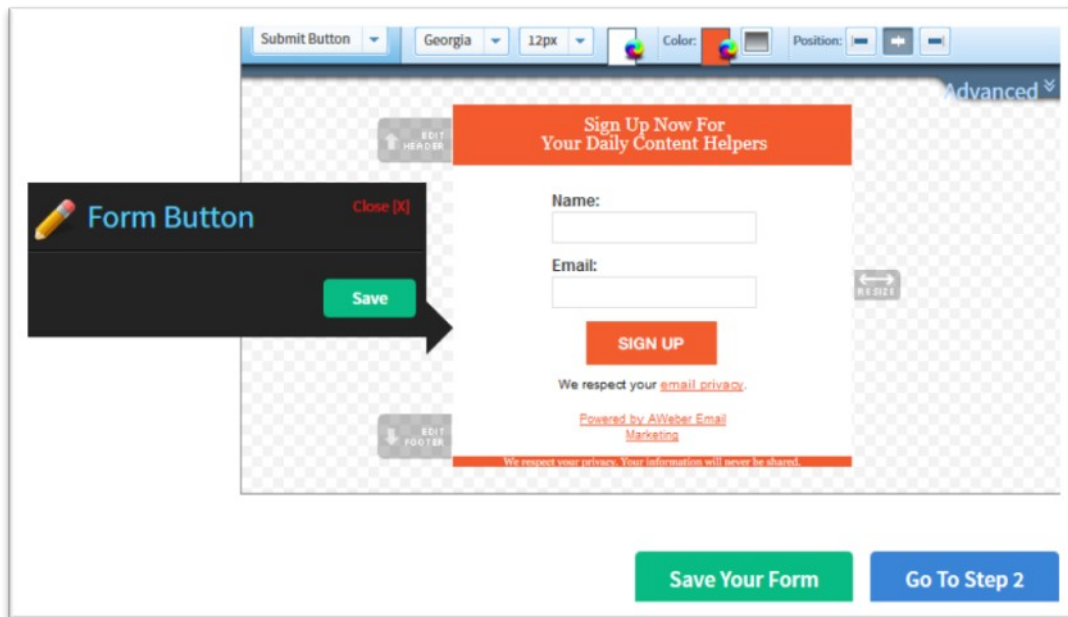 Submit Button Georgia 12px Color: Position:
Advanced
Sign Up Now For
Your Daily Content Helpers
EDIT
HEADER
Form Button Close [X]
Save
Name:
Email:
RESIZE
SIGN UP
We respect your email privacy.
Powered by AWeber Email
Marketing
EDIT
FOOTER
We respect your privacy. Your information will never be shared.
Save Your Form Go To Step 2